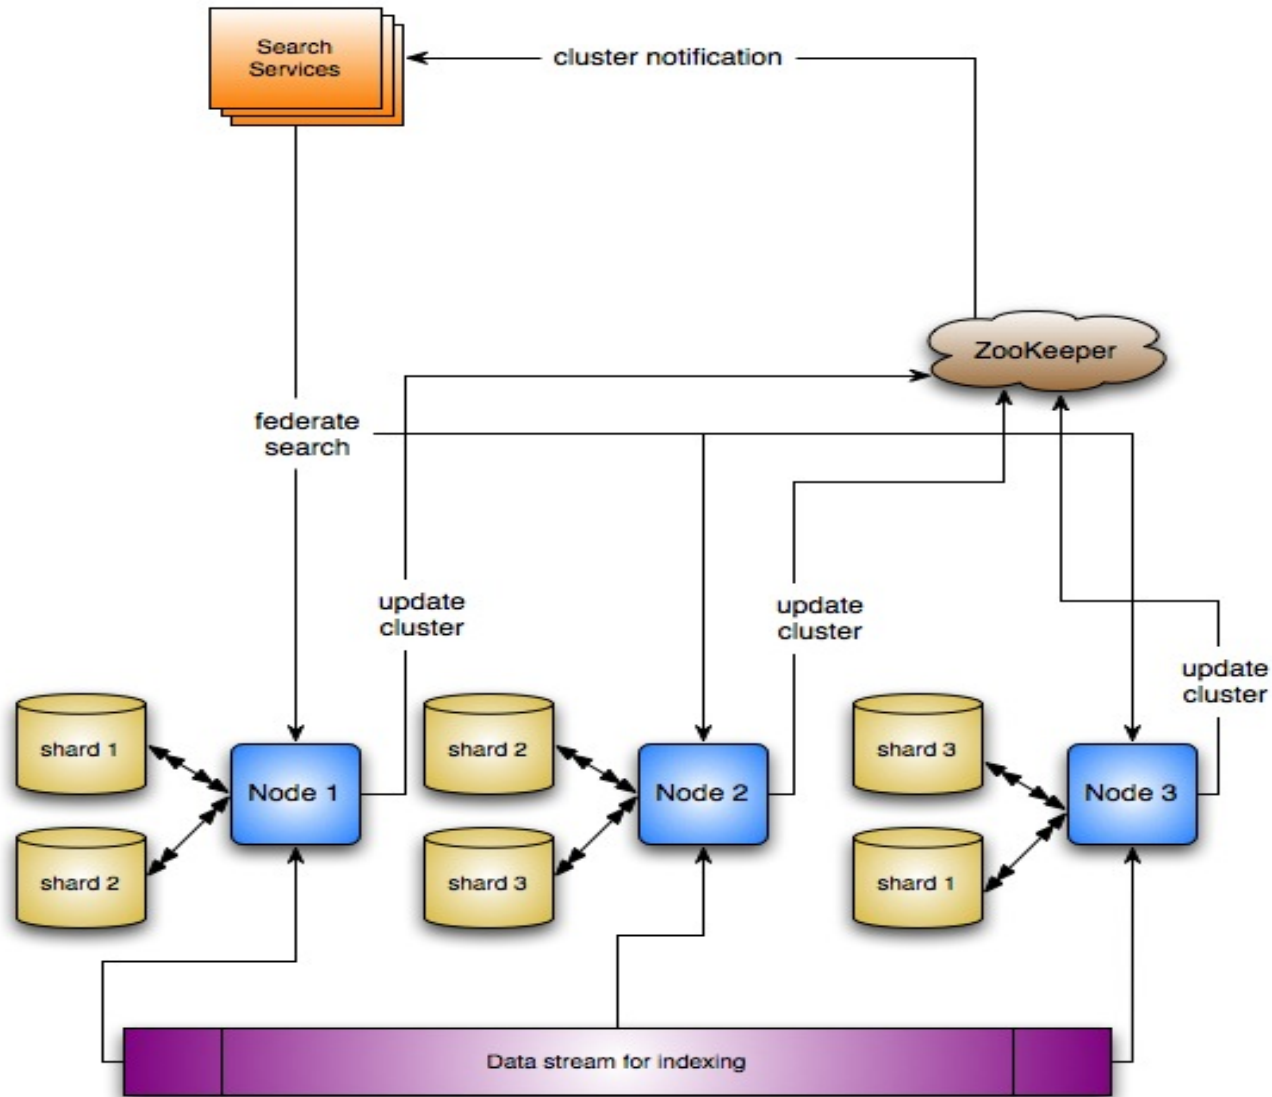 Search
Services
cluster notification
ZooKeeper
federate
search
update
cluster
update
cluster
update
cluster
shard 1
Node 1
shard 2
shard 2
Node 2
shard 3
shard 3
Node 3
shard 1
Data stream for indexing